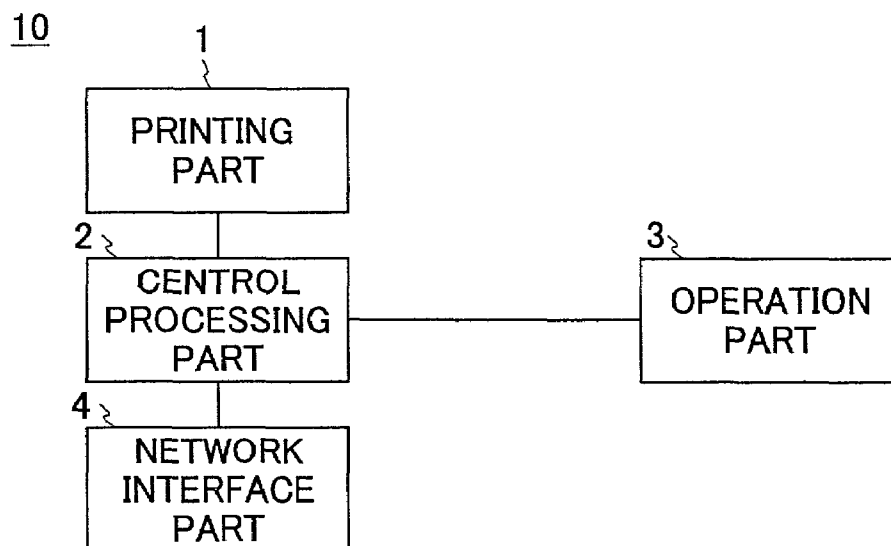 10
1
PRINTING
PART
2
CENTROL
PROCESSING
PART
3
OPERATION
PART
4
NETWORK
INTERFACE
PART